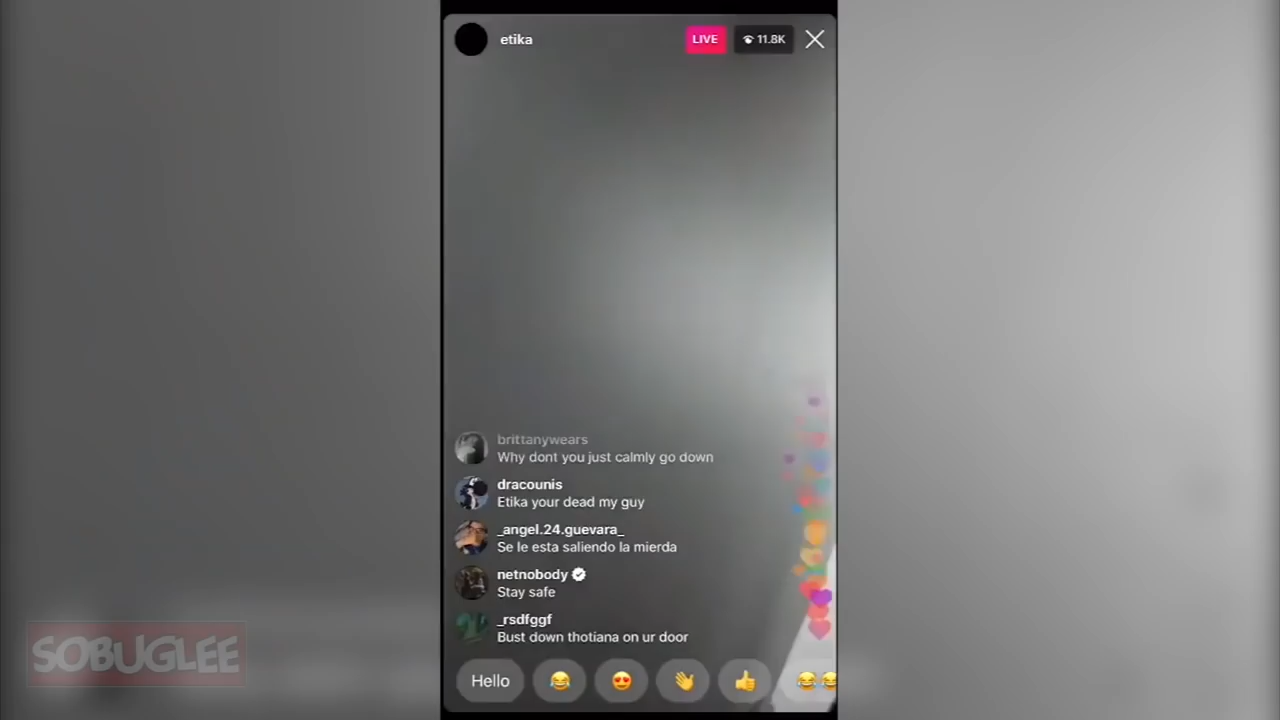 etika
LIVE
11.8K
brittanywears
Why dont you just calmly go down
dracounis
Etika your dead my guy
_angel.24.guevara_
Se le esta saliendo la mierda
netnobody
Stay safe
_rsdfggf
Bust down thotiana on ur door
Hello
SOBUGLEE